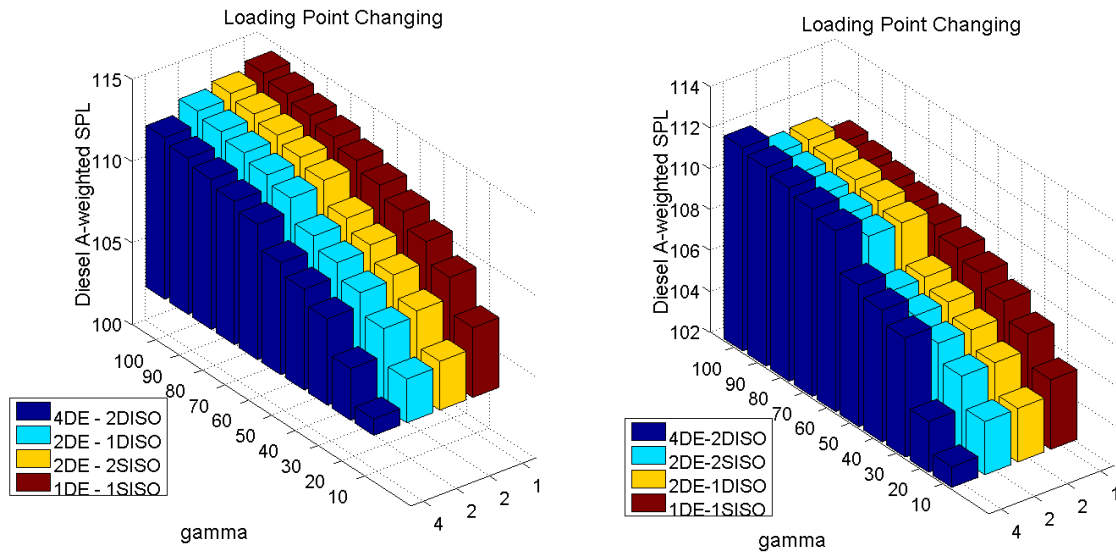 Loading Point Changing
Diesel A-weighted SPL
115
110
105
100
100
90
80
70
60
50
40
30
20
10
4
2
2
1
gamma
4DE - 2DISO
2DE - 1DISO
2DE - 2SISO
1DE - 1SISO
Loading Point Changing
Diesel A-weighted SPL
114
112
110
108
106
104
102
100
90
80
70
60
50
40
30
20
10
4
2
2
1
gamma
4DE-2DISO
2DE-2SISO
2DE-1DISO
1DE-1SISO